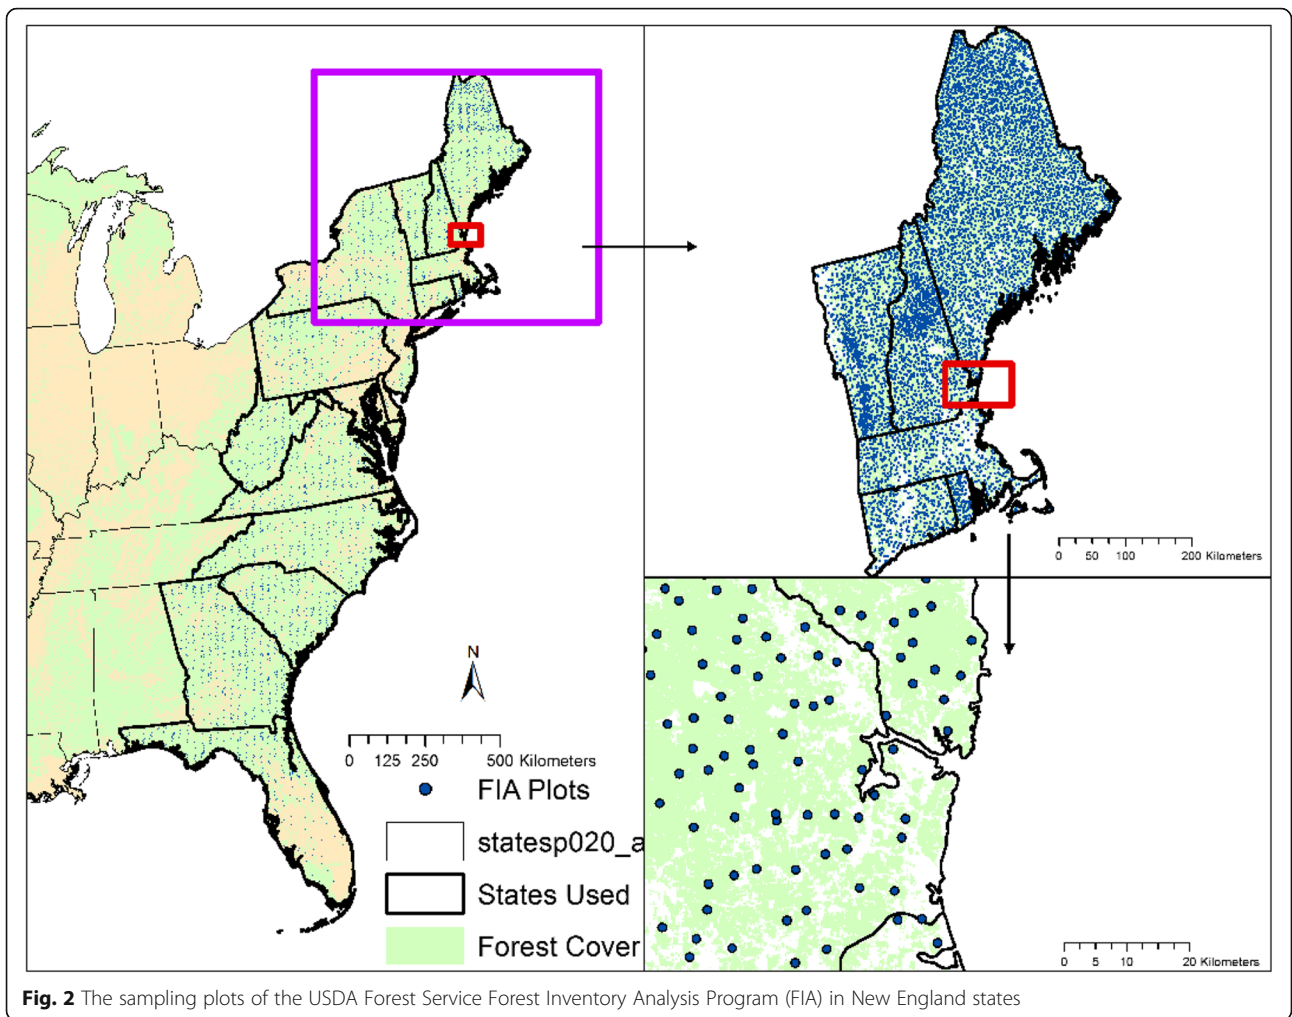 N
0 125 250 500 Kilometers
FIA Plots
statesp020_a
States Used
Forest Cover
0 50 100 200 Kilometers
0 5 10 20 Kilometers
Fig. 2 The sampling plots of the USDA Forest Service Forest Inventory Analysis Program (FIA) in New England states